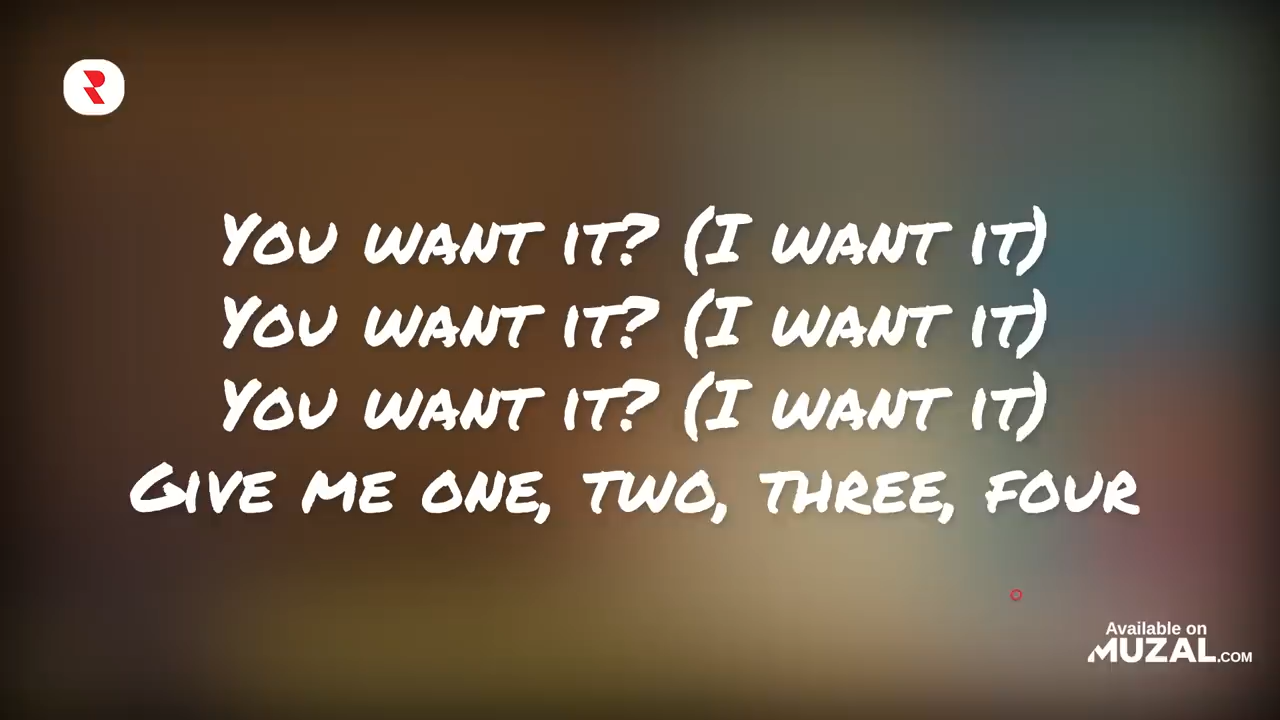 You want it? (I want it)
You want it? (I want it)
You want it? (I want it)
Give me one, two, three, four
Available on
MUZAL.COM